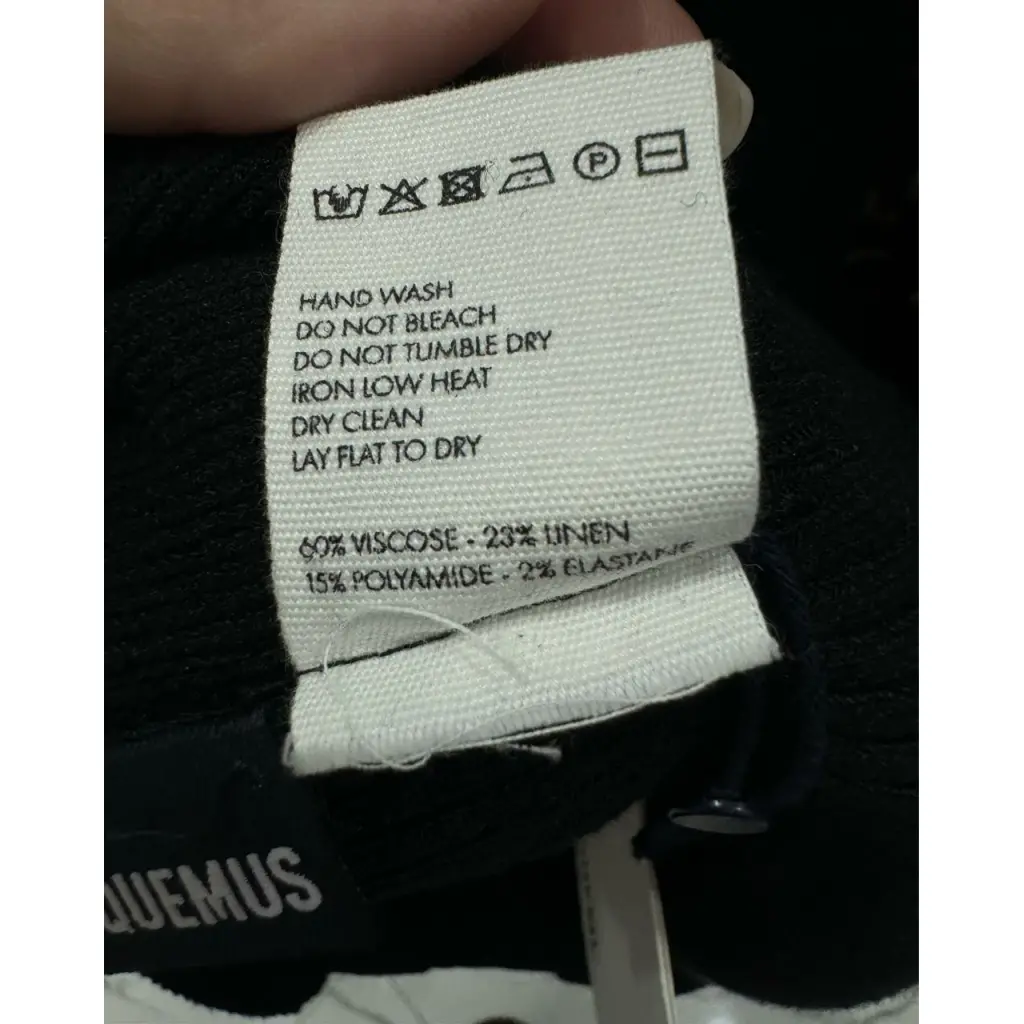 P
HAND WASH
DO NOT BLEACH
DO NOT TUMBLE DRY
IRON LOW HEAT
DRY CLEAN
LAY FLAT TO DRY
60% VISCOSE - 23% LINEN
15% POLYAMIDE - 2% ELASTANE
QUEMUS